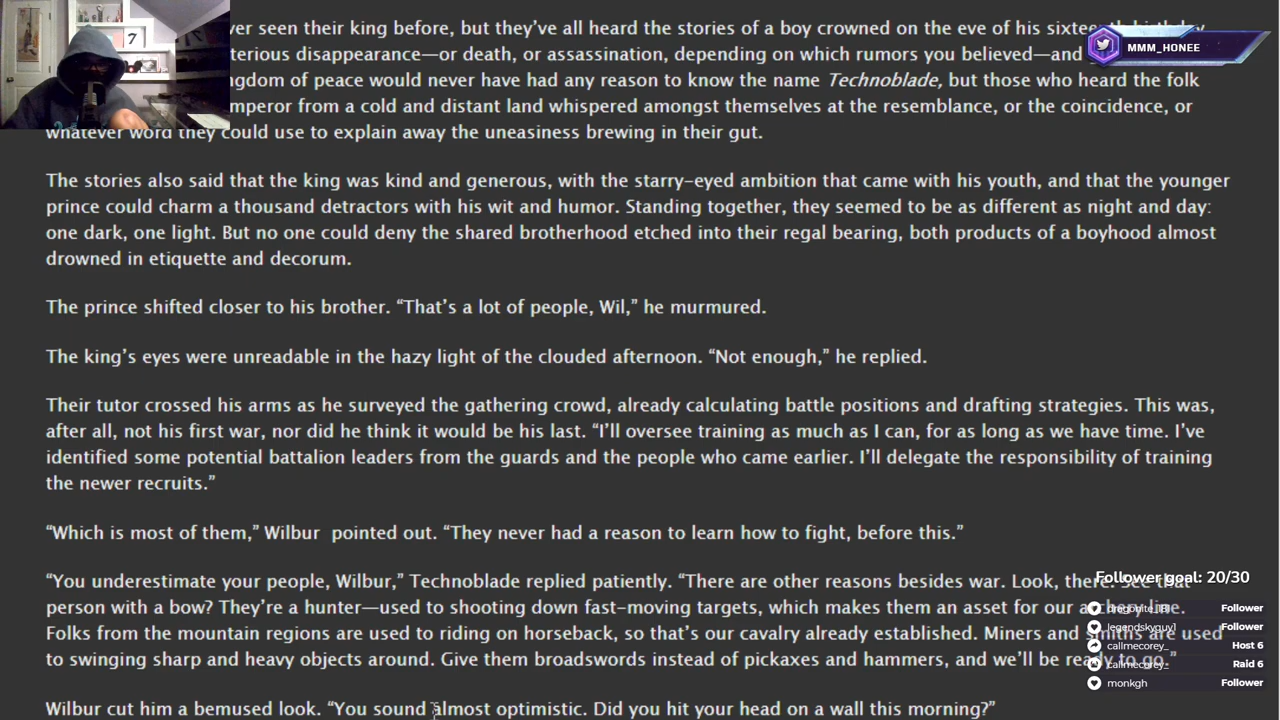 7
ver seen their king before, but they’ve all heard the stories of a boy crowned on the eve of his sixteenth birthday
MMM_HONEE
terious disappearance—or death, or assassination, depending on which rumors you believed—and
ngdom of peace would never have had any reason to know the name Technoblade, but those who heard the folk
mperor from a cold and distant land whispered amongst themselves at the resemblance, or the coincidence, or
whatever word they could use to explain away the uneasiness brewing in their gut.
The stories also said that the king was kind and generous, with the starry-eyed ambition that came with his youth, and that the younger
prince could charm a thousand detractors with his wit and humor. Standing together, they seemed to be as different as night and day:
one dark, one light. But no one could deny the shared brotherhood etched into their regal bearing, both products of a boyhood almost
drowned in etiquette and decorum.
The prince shifted closer to his brother. “That’s a lot of people, Wil,” he murmured.
The king’s eyes were unreadable in the hazy light of the clouded afternoon. “Not enough,” he replied.
Their tutor crossed his arms as he surveyed the gathering crowd, already calculating battle positions and drafting strategies. This was,
after all, not his first war, nor did he think it would be his last. “I’ll oversee training as much as I can, for as long as we have time. I’ve
identified some potential battalion leaders from the guards and the people who came earlier. I’ll delegate the responsibility of training
the newer recruits.”
“Which is most of them,” Wilbur  pointed out. “They never had a reason to learn how to fight, before this.”
“You underestimate your people, Wilbur,” Technoblade replied patiently. “There are other reasons besides war. Look, there. See that
Follower goal: 20/30
person with a bow? They’re a hunter—used to shooting down fast-moving targets, which makes them an asset for our archery line.
Follower
Folks from the mountain regions are used to riding on horseback, so that’s our cavalry already established. Miners and smiths are used
legendskyguy1 Follower
callmecorey_ Host 6
to swinging sharp and heavy objects around. Give them broadswords instead of pickaxes and hammers, and we’ll be ready to go.”
callmecorey_ Raid 6
monkgh Follower
Wilbur cut him a bemused look. “You sound almost optimistic. Did you hit your head on a wall this morning?”